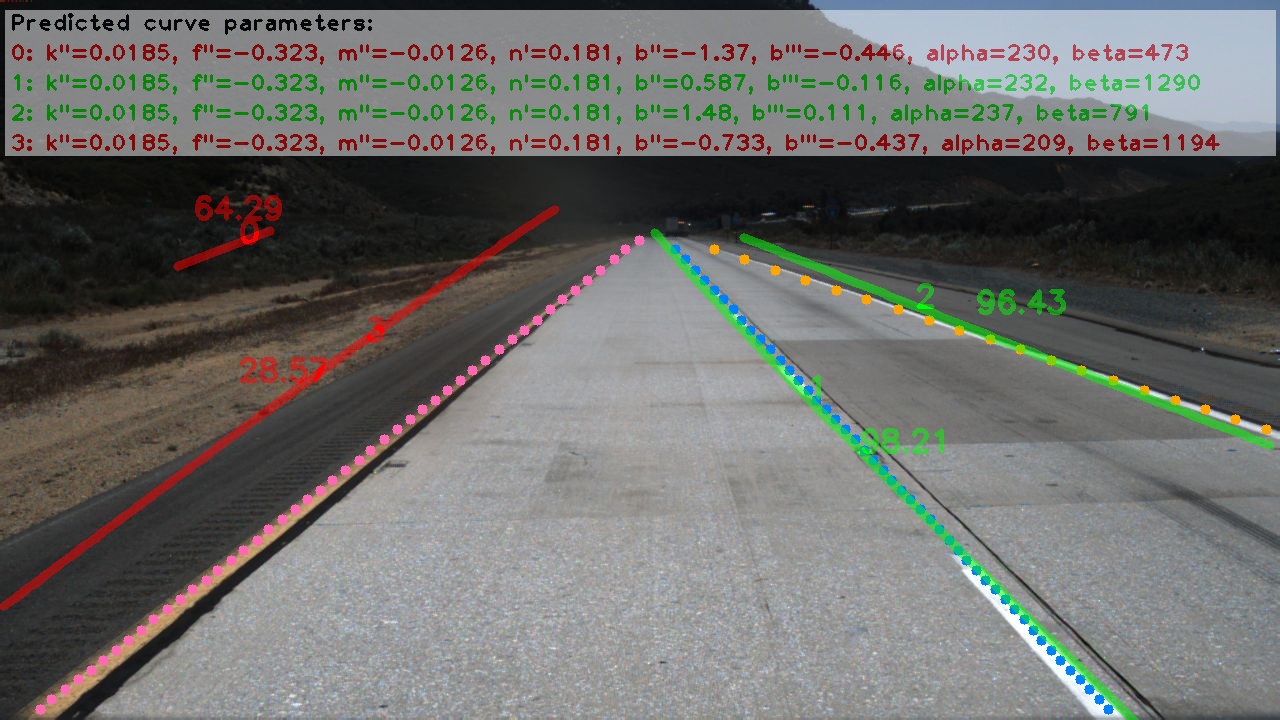 Predicted curve parameters:
0: k''=0.0185, f''=-0.323, m''=-0.0126, n'=0.181, b''=-1.37, b'''=-0.446, alpha=230, beta=473
1: k''=0.0185, f''=-0.323, m''=-0.0126, n'=0.181, b''=0.587, b'''=-0.116, alpha=232, beta=1290
2: k''=0.0185, f''=-0.323, m''=-0.0126, n'=0.181, b''=1.48, b'''=0.111, alpha=237, beta=791
3: k''=0.0185, f''=-0.323, m''=-0.0126, n'=0.181, b''=-0.733, b'''=-0.437, alpha=209, beta=1194
64.29
0
2 96.43
3
28.57
1
98.21